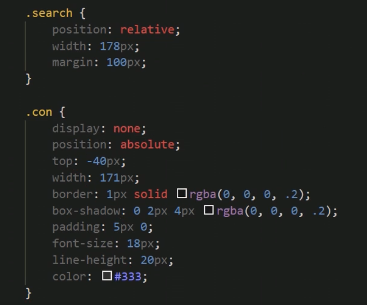 .search {
    position: relative;
    width: 178px;
    margin: 100px;
}

.con {
    display: none;
    position: absolute;
    top: -40px;
    width: 171px;
    border: 1px solid rgba(0, 0, 0, .2);
    box-shadow: 0 2px 4px rgba(0, 0, 0, .2);
    padding: 5px 0;
    font-size: 18px;
    line-height: 20px;
    color: #333;
}